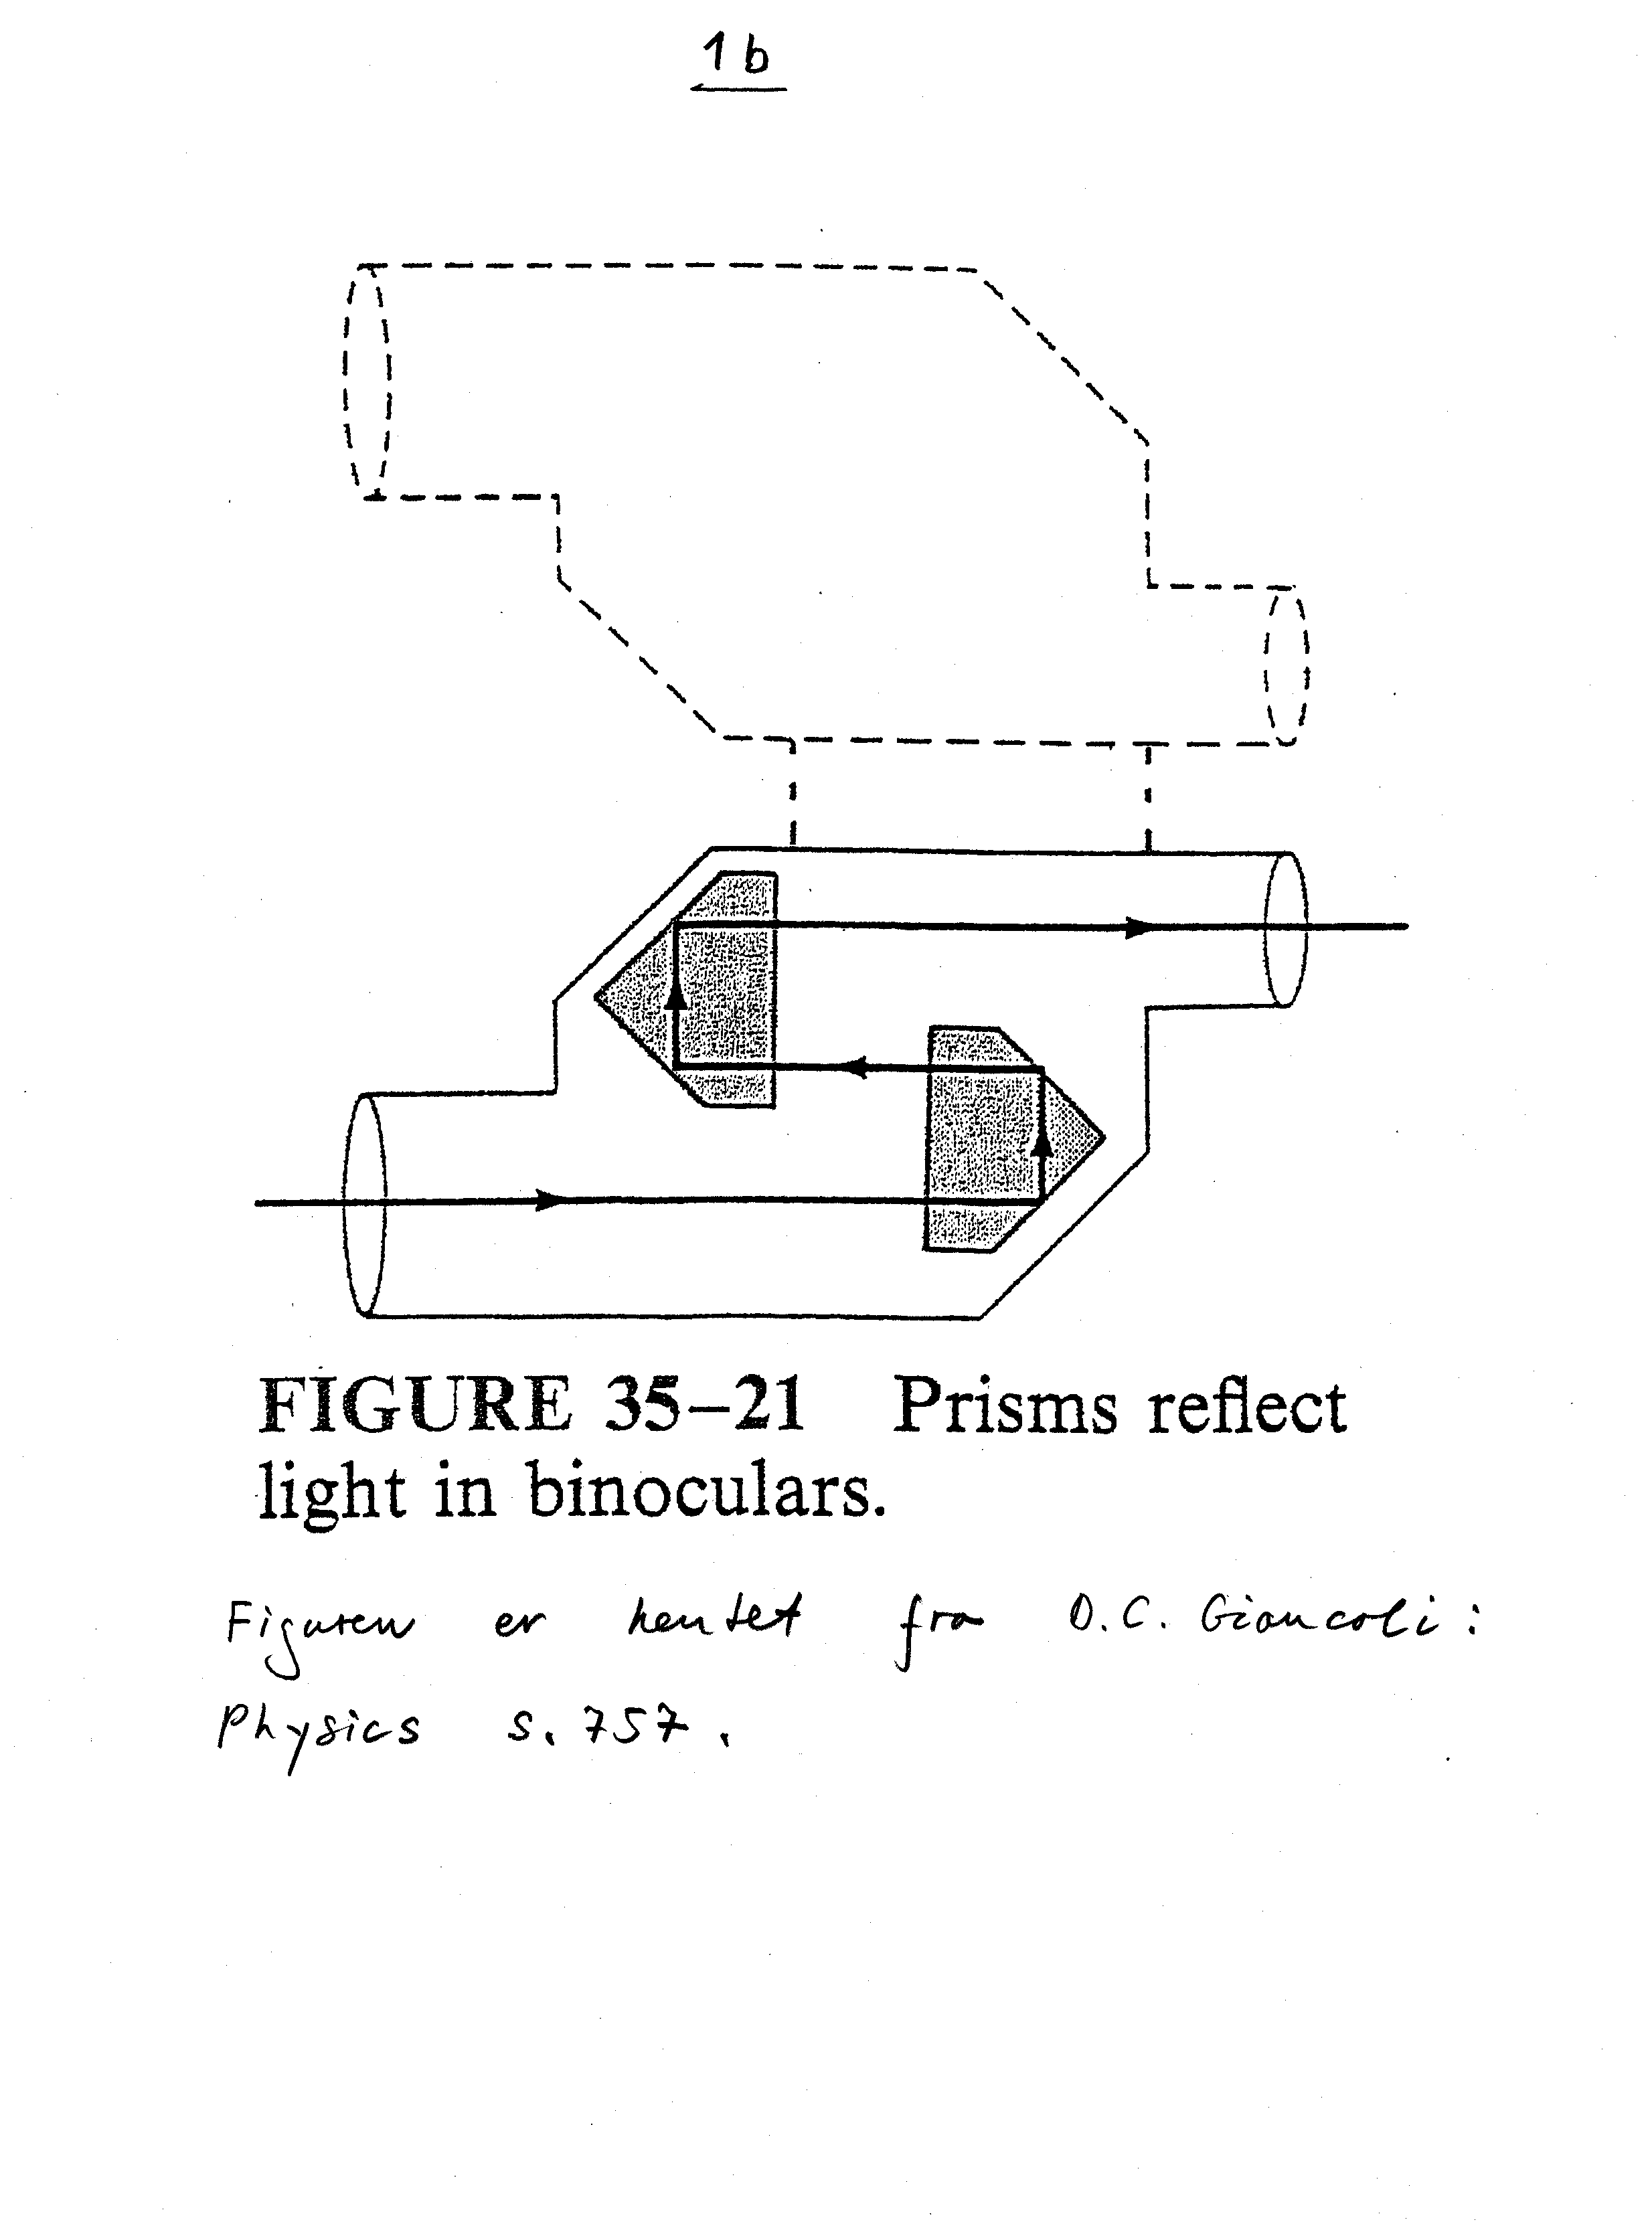 1b
FIGURE 35–21 Prisms reflect
light in binoculars.
Figuren er hentet fra D.C. Giancoli:
Physics s. 757.